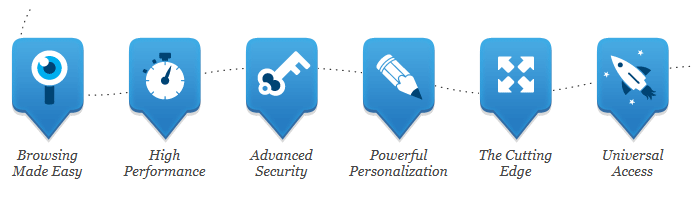 Browsing
Made Easy
High
Performance
Advanced
Security
Powerful
Personalization
The Cutting
Edge
Universal
Access